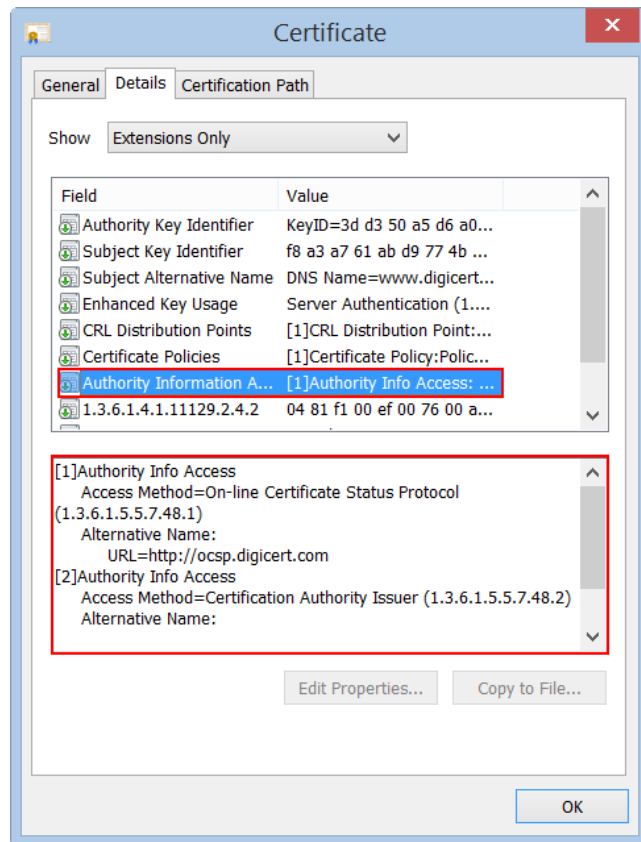 Certificate
General Details Certification Path
Show Extensions Only
Field Value
Authority Key Identifier KeyID=3d d3 50 a5 d6 a0...
Subject Key Identifier f8 a3 a7 61 ab d9 77 4b ...
Subject Alternative Name DNS Name=www.digicert...
Enhanced Key Usage Server Authentication (1....
CRL Distribution Points [1]CRL Distribution Point:...
Certificate Policies [1]Certificate Policy:Polic...
Authority Information A... [1]Authority Info Access: ...
1.3.6.1.4.1.11129.2.4.2 04 81 f1 00 ef 00 76 00 a...
[1]Authority Info Access
Access Method=On-line Certificate Status Protocol
(1.3.6.1.5.5.7.48.1)
Alternative Name:
URL=http://ocsp.digicert.com
[2]Authority Info Access
Access Method=Certification Authority Issuer (1.3.6.1.5.5.7.48.2)
Alternative Name:
Edit Properties... Copy to File...
OK